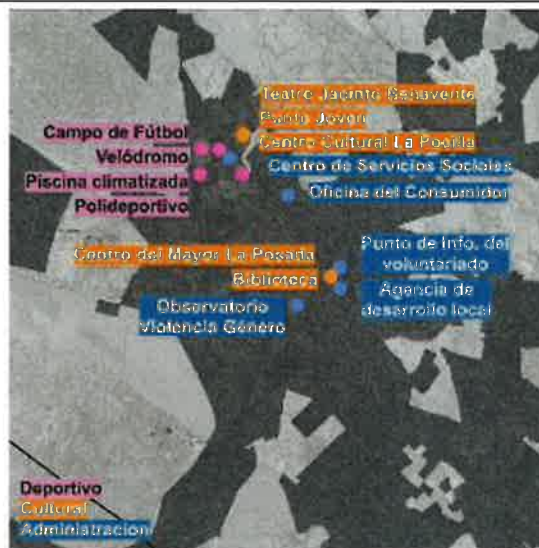 Teatro Jacinto Benavente
Punto Joven
Centro Cultural La Pocilla
Campo de Fútbol
Velódromo
Piscina climatizada
Polideportivo
Centro de Servicios Sociales
Oficina del Consumidor
Centro del Mayor La Posada
Biblioteca
Observatorio
Violencia Género
Punto de Info. del
voluntariado
Agencia de
desarrollo local
Deportivo
Cultural
Administracion